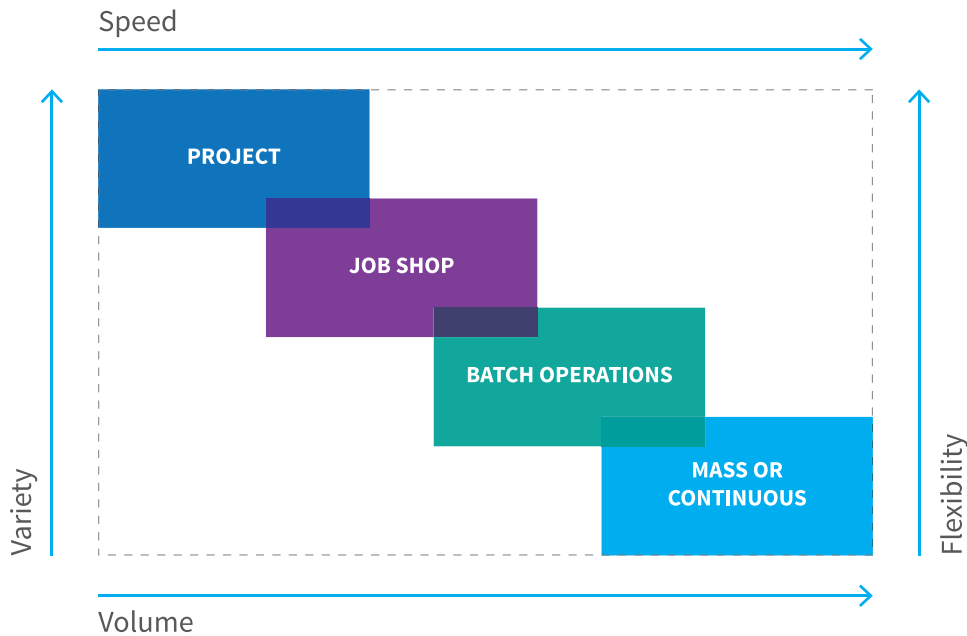 Speed
PROJECT
JOB SHOP
BATCH OPERATIONS
MASS OR
CONTINUOUS
Variety
Flexibility
Volume